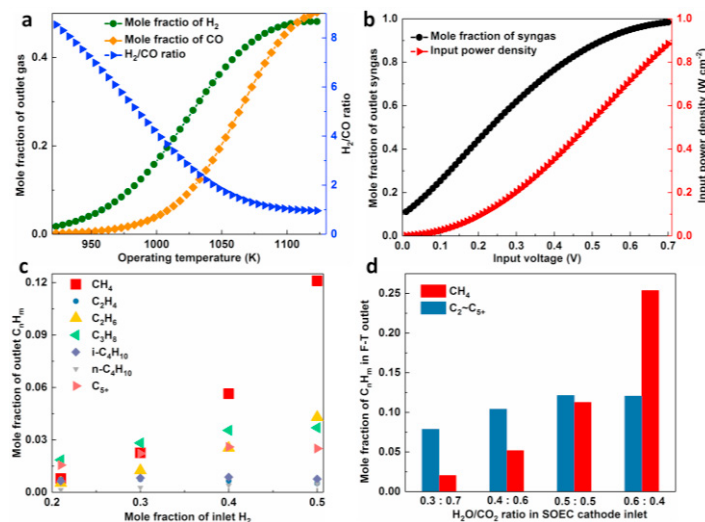 a
Mole fractio of H2
Mole fraction of CO
H2/CO ratio
0.4
0.2
0.0
Mole fraction of outlet gas
8
6
4
2
0
H2/CO ratio
950 1000 1050 1100
Operating temperature (K)
b
Mole fraction of syngas
Input power density
1.0
0.8
0.6
0.4
0.2
0.0
Mole fraction of outlet syngas
1.0
0.8
0.6
0.4
0.2
0.0
Input power density (W cm-2)
0.0 0.1 0.2 0.3 0.4 0.5 0.6 0.7
Input voltage (V)
c
CH4
C2H4
C2H6
C3H8
i-C4H10
n-C4H10
C5+
0.12
0.09
0.06
0.03
0.00
Mole fraction of outlet CnHm
0.2 0.3 0.4 0.5
Mole fraction of inlet H2
d
CH4
C2~C5+
0.25
0.20
0.15
0.10
0.05
0.00
Mole fraction of CnHm in F-T outlet
0.3 : 0.7 0.4 : 0.6 0.5 : 0.5 0.6 : 0.4
H2O/CO2 ratio in SOEC cathode inlet